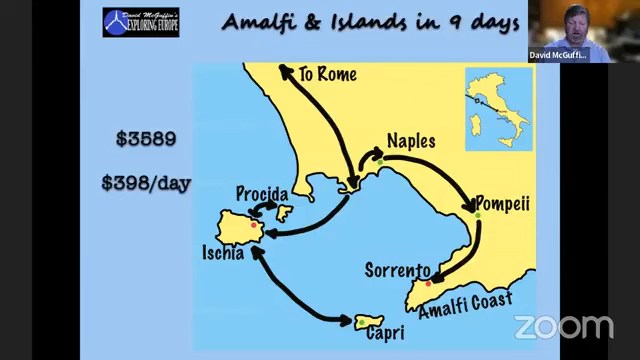 David McGuffin's
EXPLORING EUROPE
Amalfi & Islands in 9 days
David McGuffi...
To Rome
$3589
Naples
$398/day
Procida
Pompeii
Ischia
Sorrento
Amalfi Coast
Capri
zoom